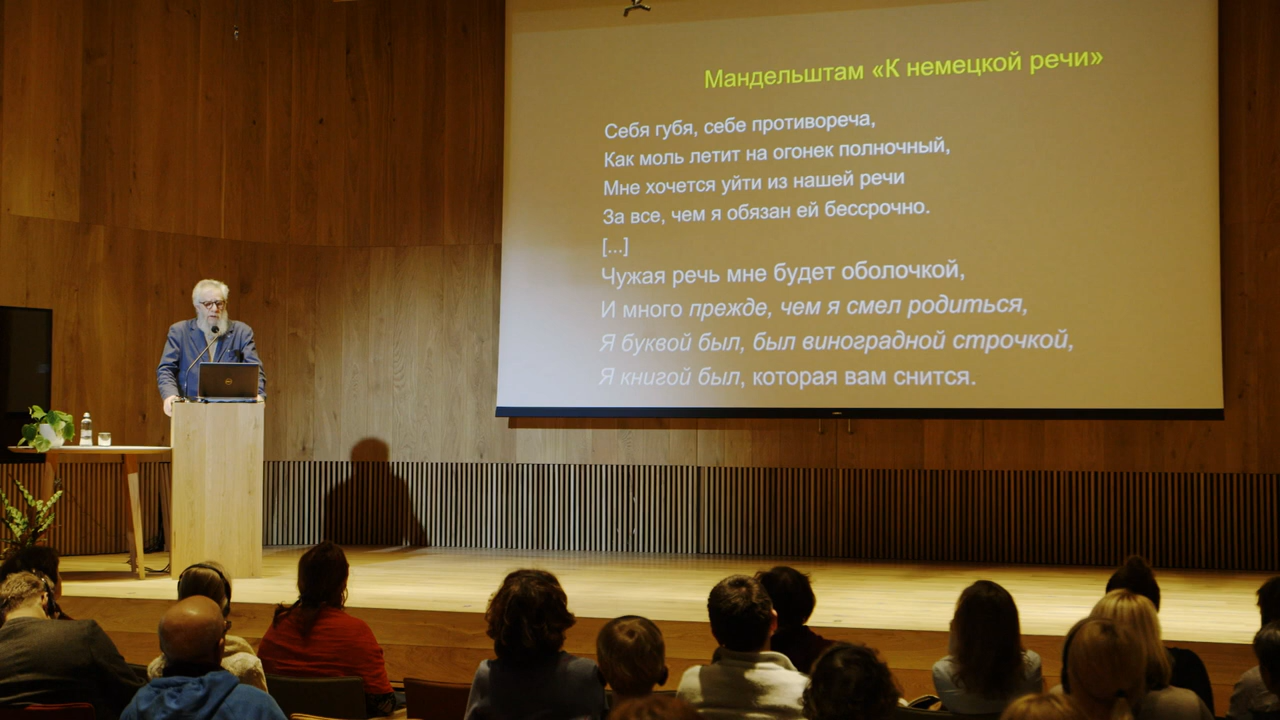 Мандельштам «К немецкой речи»
Себя губя, себе противореча,
Как моль летит на огонек полночный,
Мне хочется уйти из нашей речи
За все, чем я обязан ей бессрочно.
[...]
Чужая речь мне будет оболочкой,
И много прежде, чем я смел родиться,
Я буквой был, был виноградной строчкой,
Я книгой был, которая вам снится.